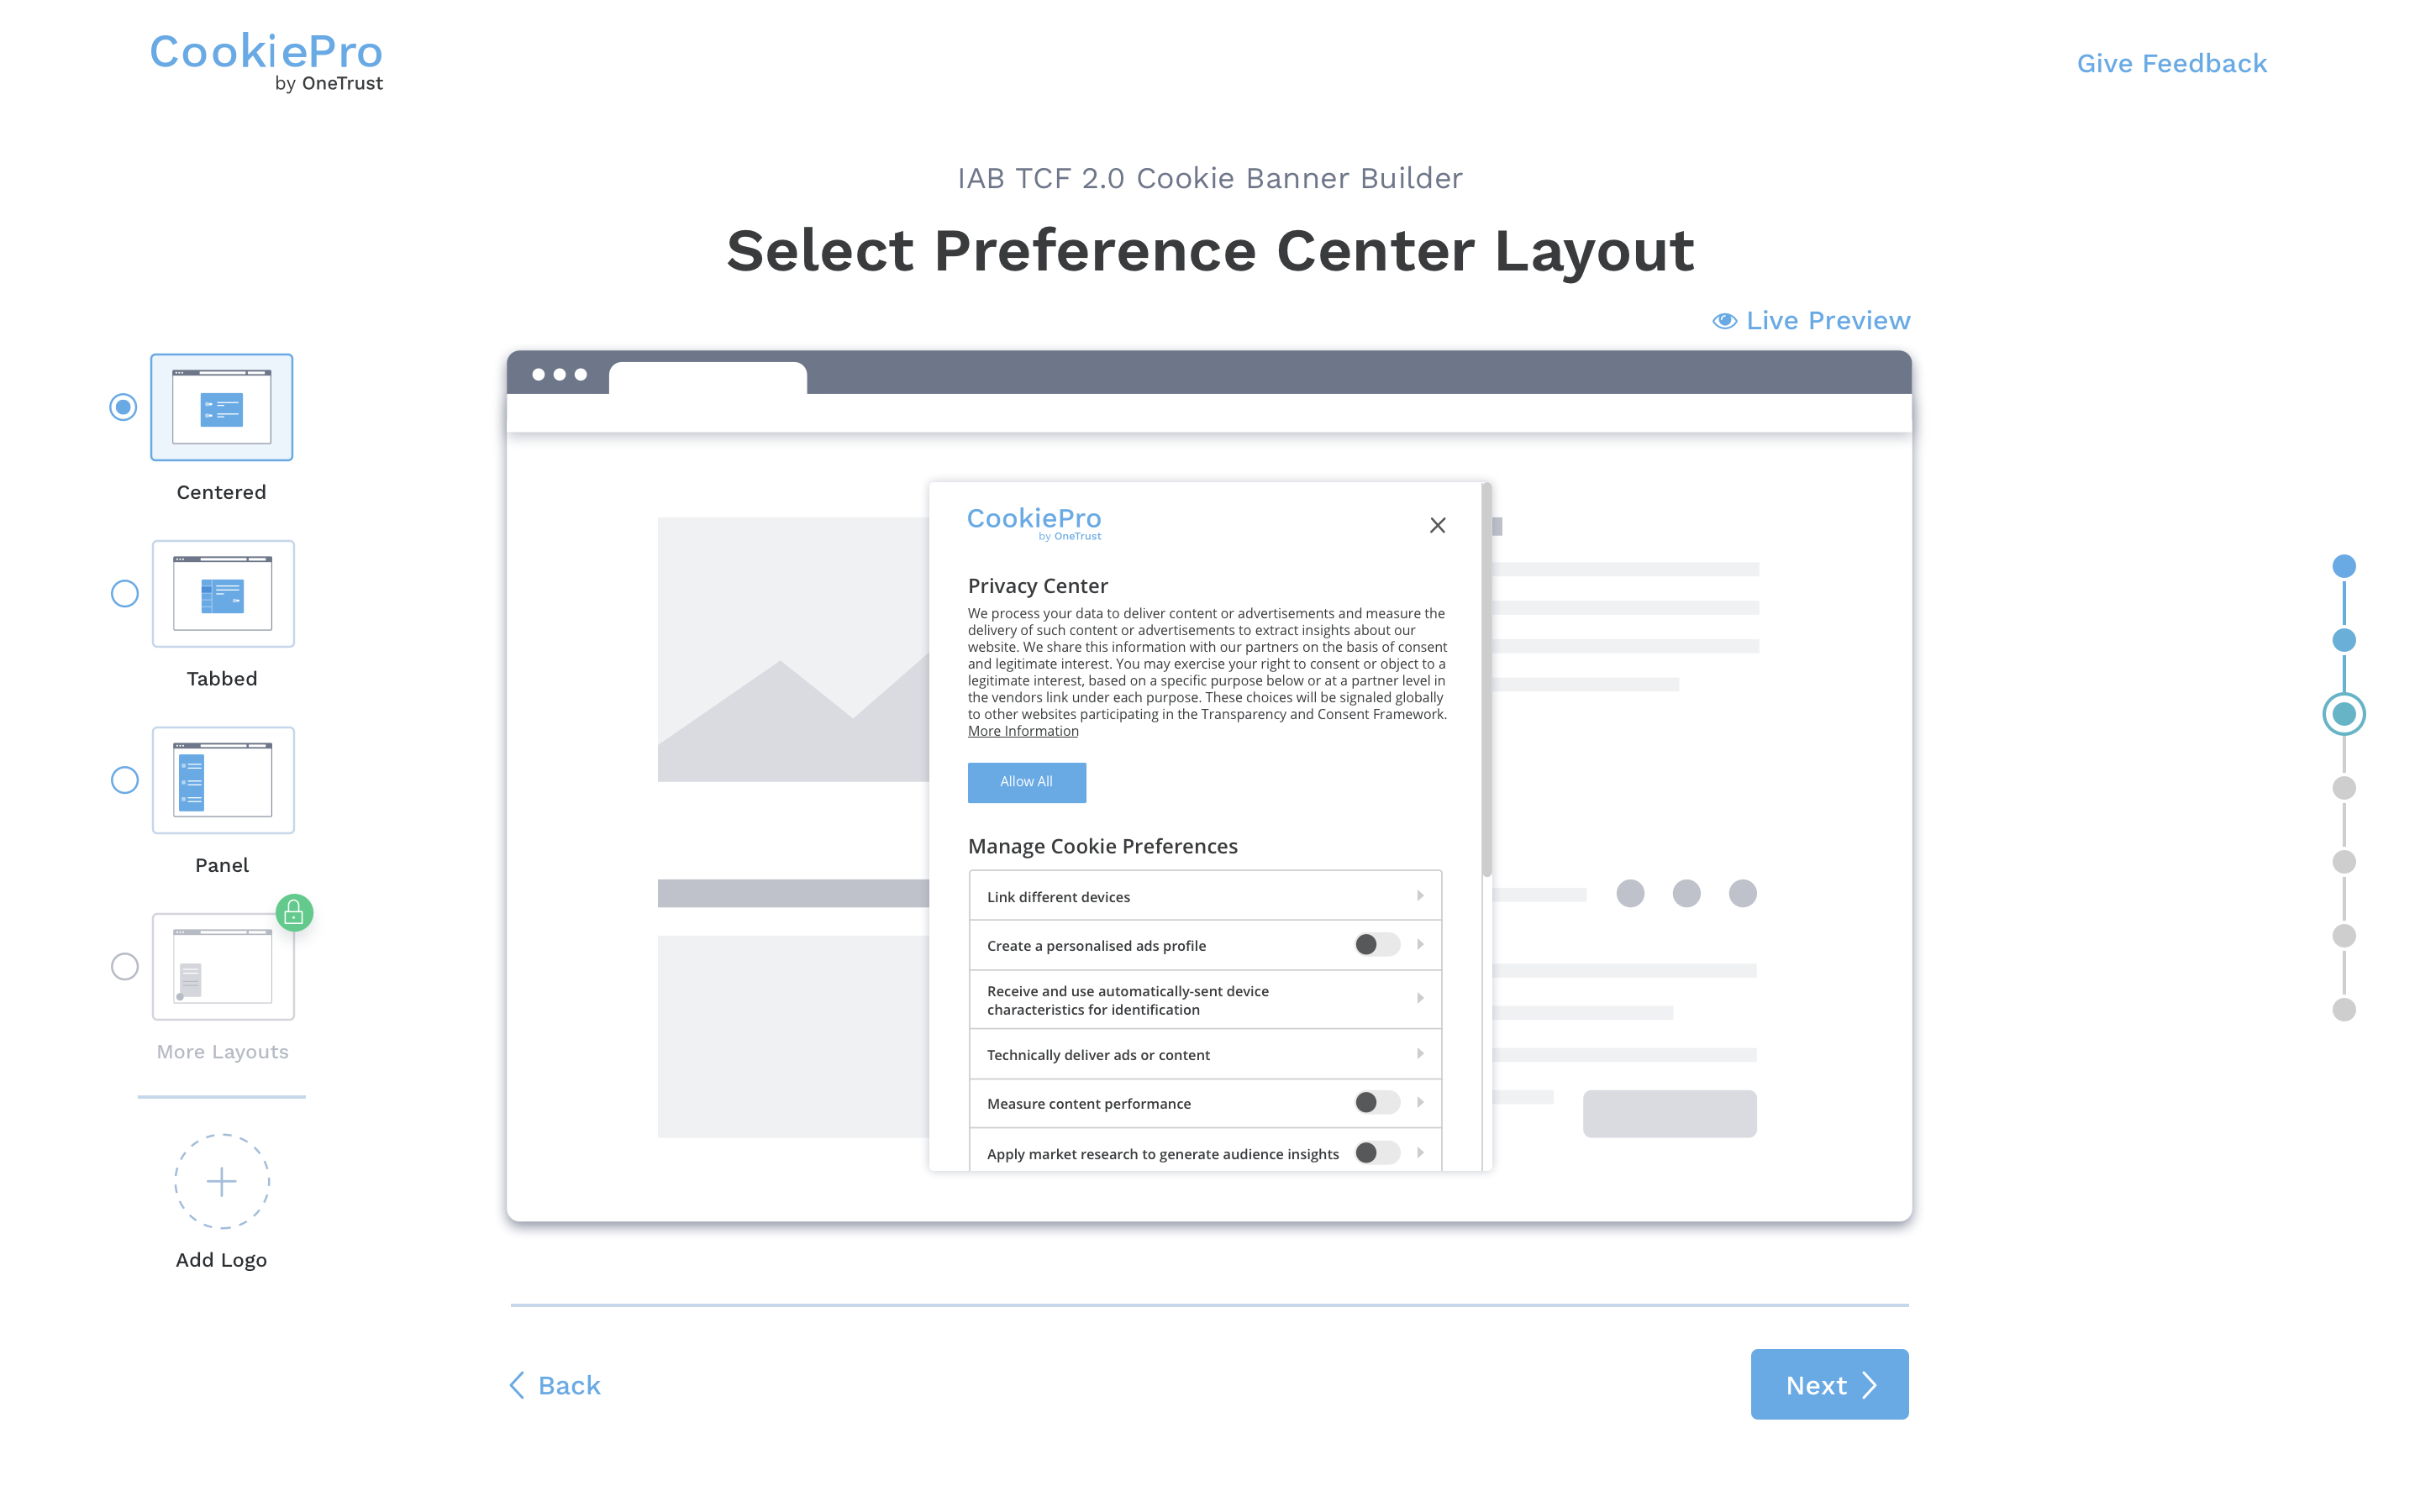 CookiePro
by OneTrust
Give Feedback
IAB TCF 2.0 Cookie Banner Builder
Select Preference Center Layout
Live Preview
Centered
Tabbed
Panel
More Layouts
Add Logo
CookiePro
by OneTrust
Privacy Center
We process your data to deliver content or advertisements and measure the
delivery of such content or advertisements to extract insights about our
website. We share this information with our partners on the basis of consent
and legitimate interest. You may exercise your right to consent or object to a
legitimate interest, based on a specific purpose below or at a partner level in
the vendors link under each purpose. These choices will be signaled globally
to other websites participating in the Transparency and Consent Framework.
More Information
Allow All
Manage Cookie Preferences
Link different devices
Create a personalised ads profile
Receive and use automatically-sent device
characteristics for identification
Technically deliver ads or content
Measure content performance
Apply market research to generate audience insights
Back
Next